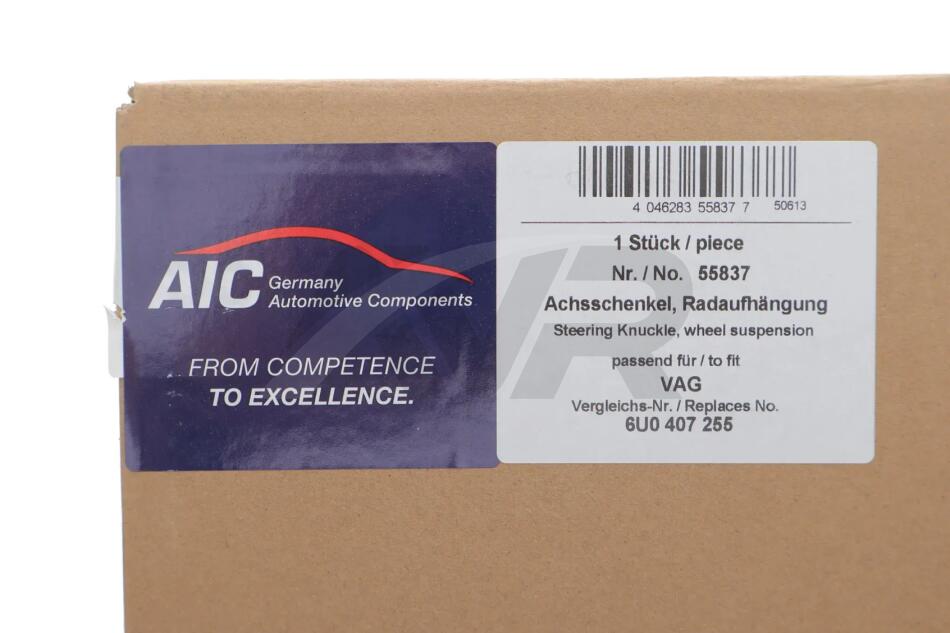 AIC Germany
Automotive Components
FROM COMPETENCE
TO EXCELLENCE.
4 046283 55837 7 50613
1 Stück / piece
Nr. / No. 55837
Achsschenkel, Radaufhängung
Steering Knuckle, wheel suspension
passend für / to fit
VAG
Vergleichs-Nr. / Replaces No.
6U0 407 255